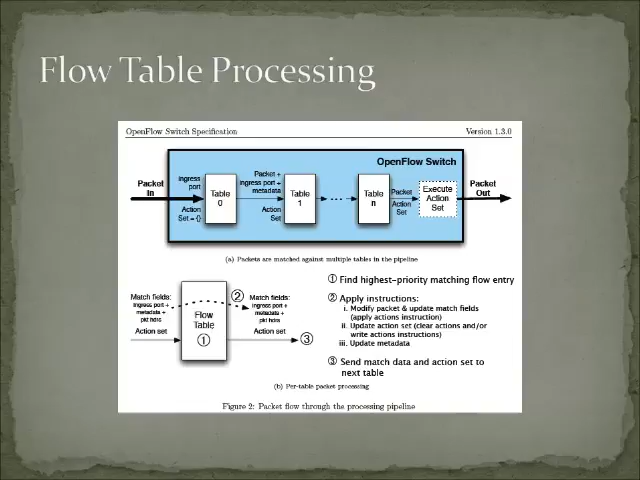 Flow Table Processing
OpenFlow Switch Specification
Version 1.3.0
OpenFlow Switch
Packet
In
Ingress
port
Action
Set = {}
Table
0
Packet +
ingress port +
metadata
Action
Set
Table
1
...
Table
n
Packet
Action
Set
Execute
Action
Set
Packet
Out
(a) Packets are matched against multiple tables in the pipeline
Match fields:
Ingress port +
metadata +
pkt hdrs
Action set
Flow
Table
①
②
Match fields:
Ingress port +
metadata +
pkt hdrs
Action set
③
① Find highest-priority matching flow entry
② Apply instructions:
i. Modify packet & update match fields
(apply actions instruction)
ii. Update action set (clear actions and/or
write actions instructions)
iii. Update metadata
③ Send match data and action set to
next table
(b) Per-table packet processing
Figure 2: Packet flow through the processing pipeline